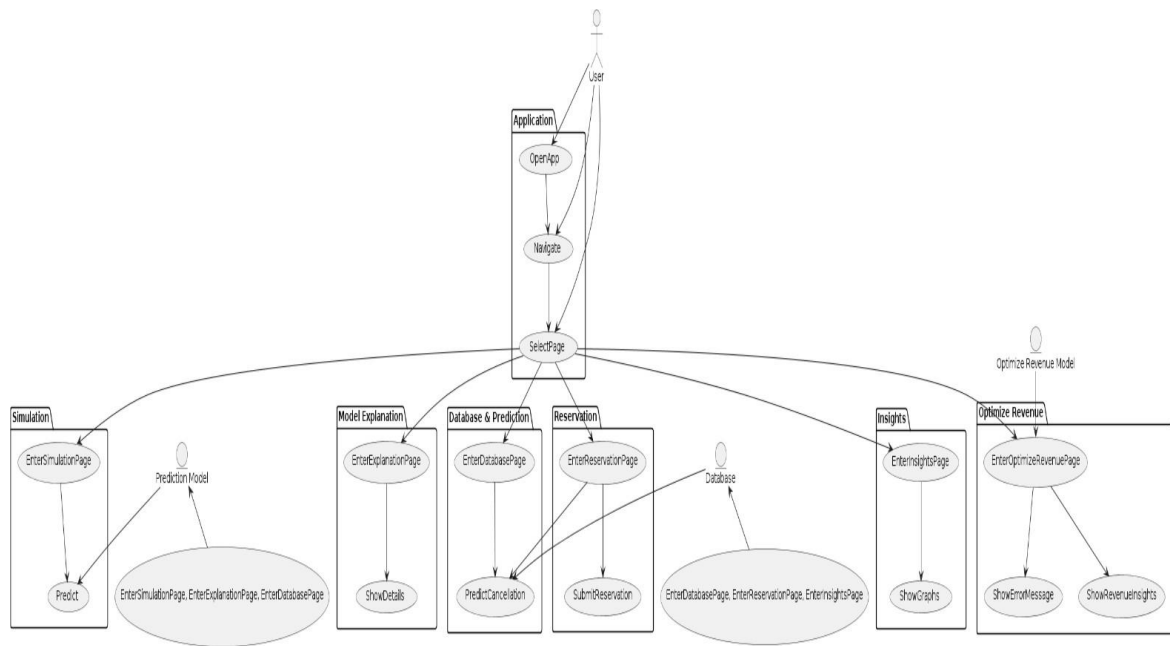 User
Application
OpenApp
Navigate
SelectPage
Optimize Revenue Model
Simulation
Model Explanation
Database & Prediction
Reservation
Insights
Optimize Revenue
EnterSimulationPage
Prediction Model
EnterExplanationPage
EnterDatabasePage
EnterReservationPage
Database
EnterInsightsPage
EnterOptimizeRevenuePage
Predict
EnterSimulationPage, EnterExplanationPage, EnterDatabasePage
ShowDetails
PredictCancellation
SubmitReservation
EnterDatabasePage, EnterReservationPage, EnterInsightsPage
ShowGraphs
ShowErrorMessage
ShowRevenueInsights